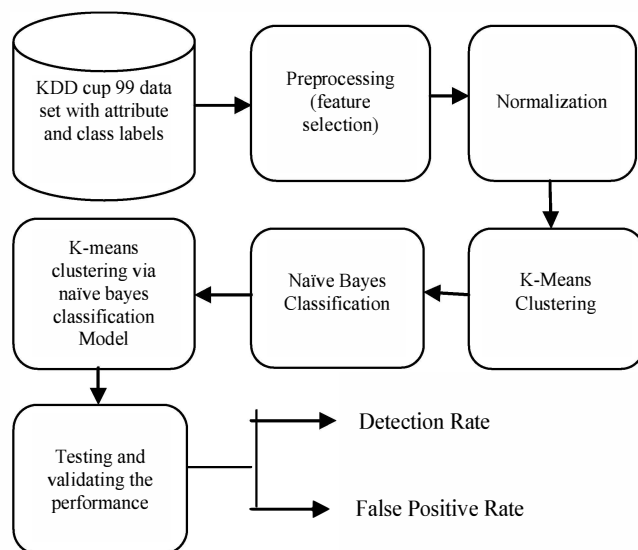 KDD cup 99 data
set with attribute
and class labels
Preprocessing
(feature
selection)
Normalization
K-means
clustering via
naïve bayes
classification
Model
Naïve Bayes
Classification
K-Means
Clustering
Testing and
validating the
performance
Detection Rate
False Positive Rate